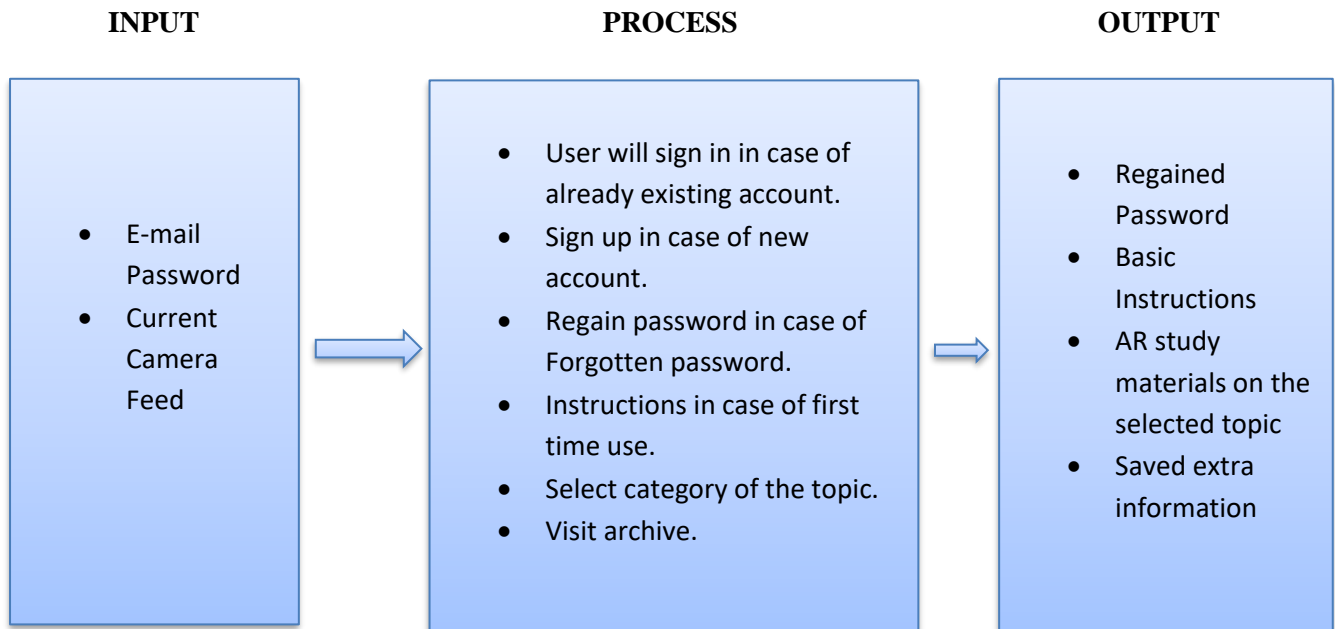 INPUT
PROCESS
OUTPUT
• E-mail
Password
• Current
Camera
Feed
• User will sign in in case of
already existing account.
• Sign up in case of new
account.
• Regain password in case of
Forgotten password.
• Instructions in case of first
time use.
• Select category of the topic.
• Visit archive.
• Regained
Password
• Basic
Instructions
• AR study
materials on the
selected topic
• Saved extra
information